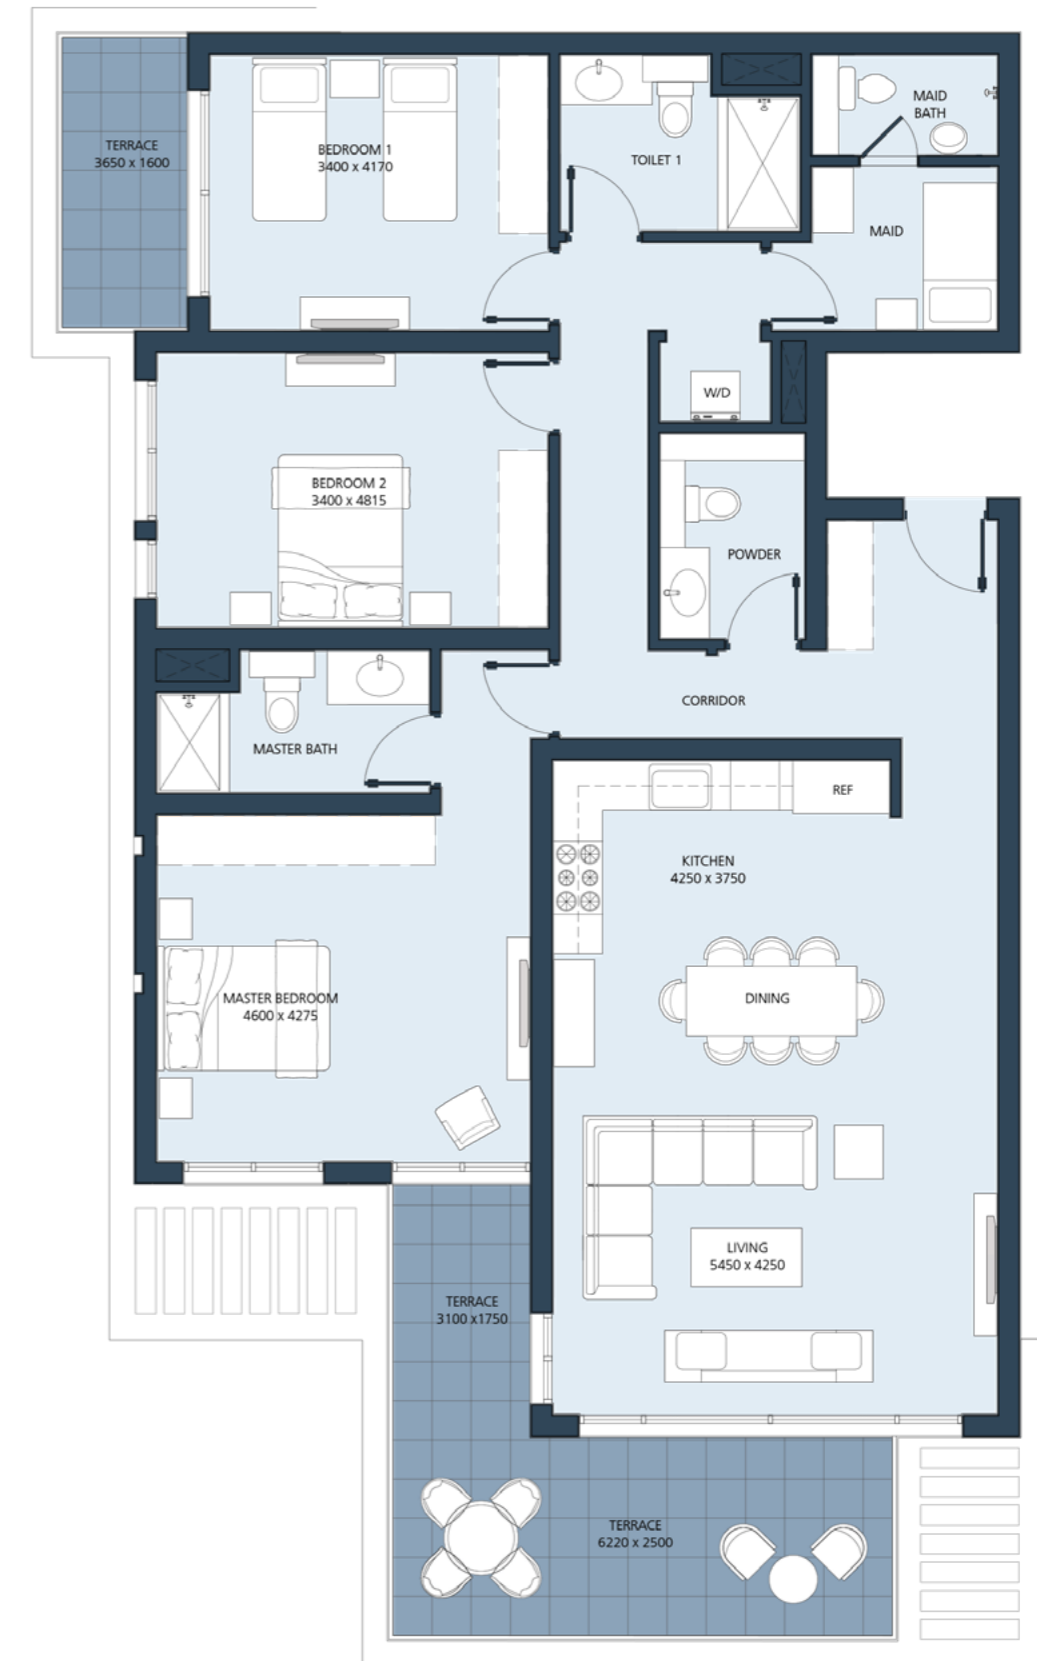 TERRACE
3650 x 1600
BEDROOM 1
3400 x 4170
TOILET 1
MAID
BATH
MAID
W/D
BEDROOM 2
3400 x 4815
POWDER
CORRIDOR
MASTER BATH
REF
KITCHEN
4250 x 3750
MASTER BEDROOM
4600 x 4275
DINING
LIVING
5450 x 4250
TERRACE
3100 x1750
TERRACE
6220 x 2500